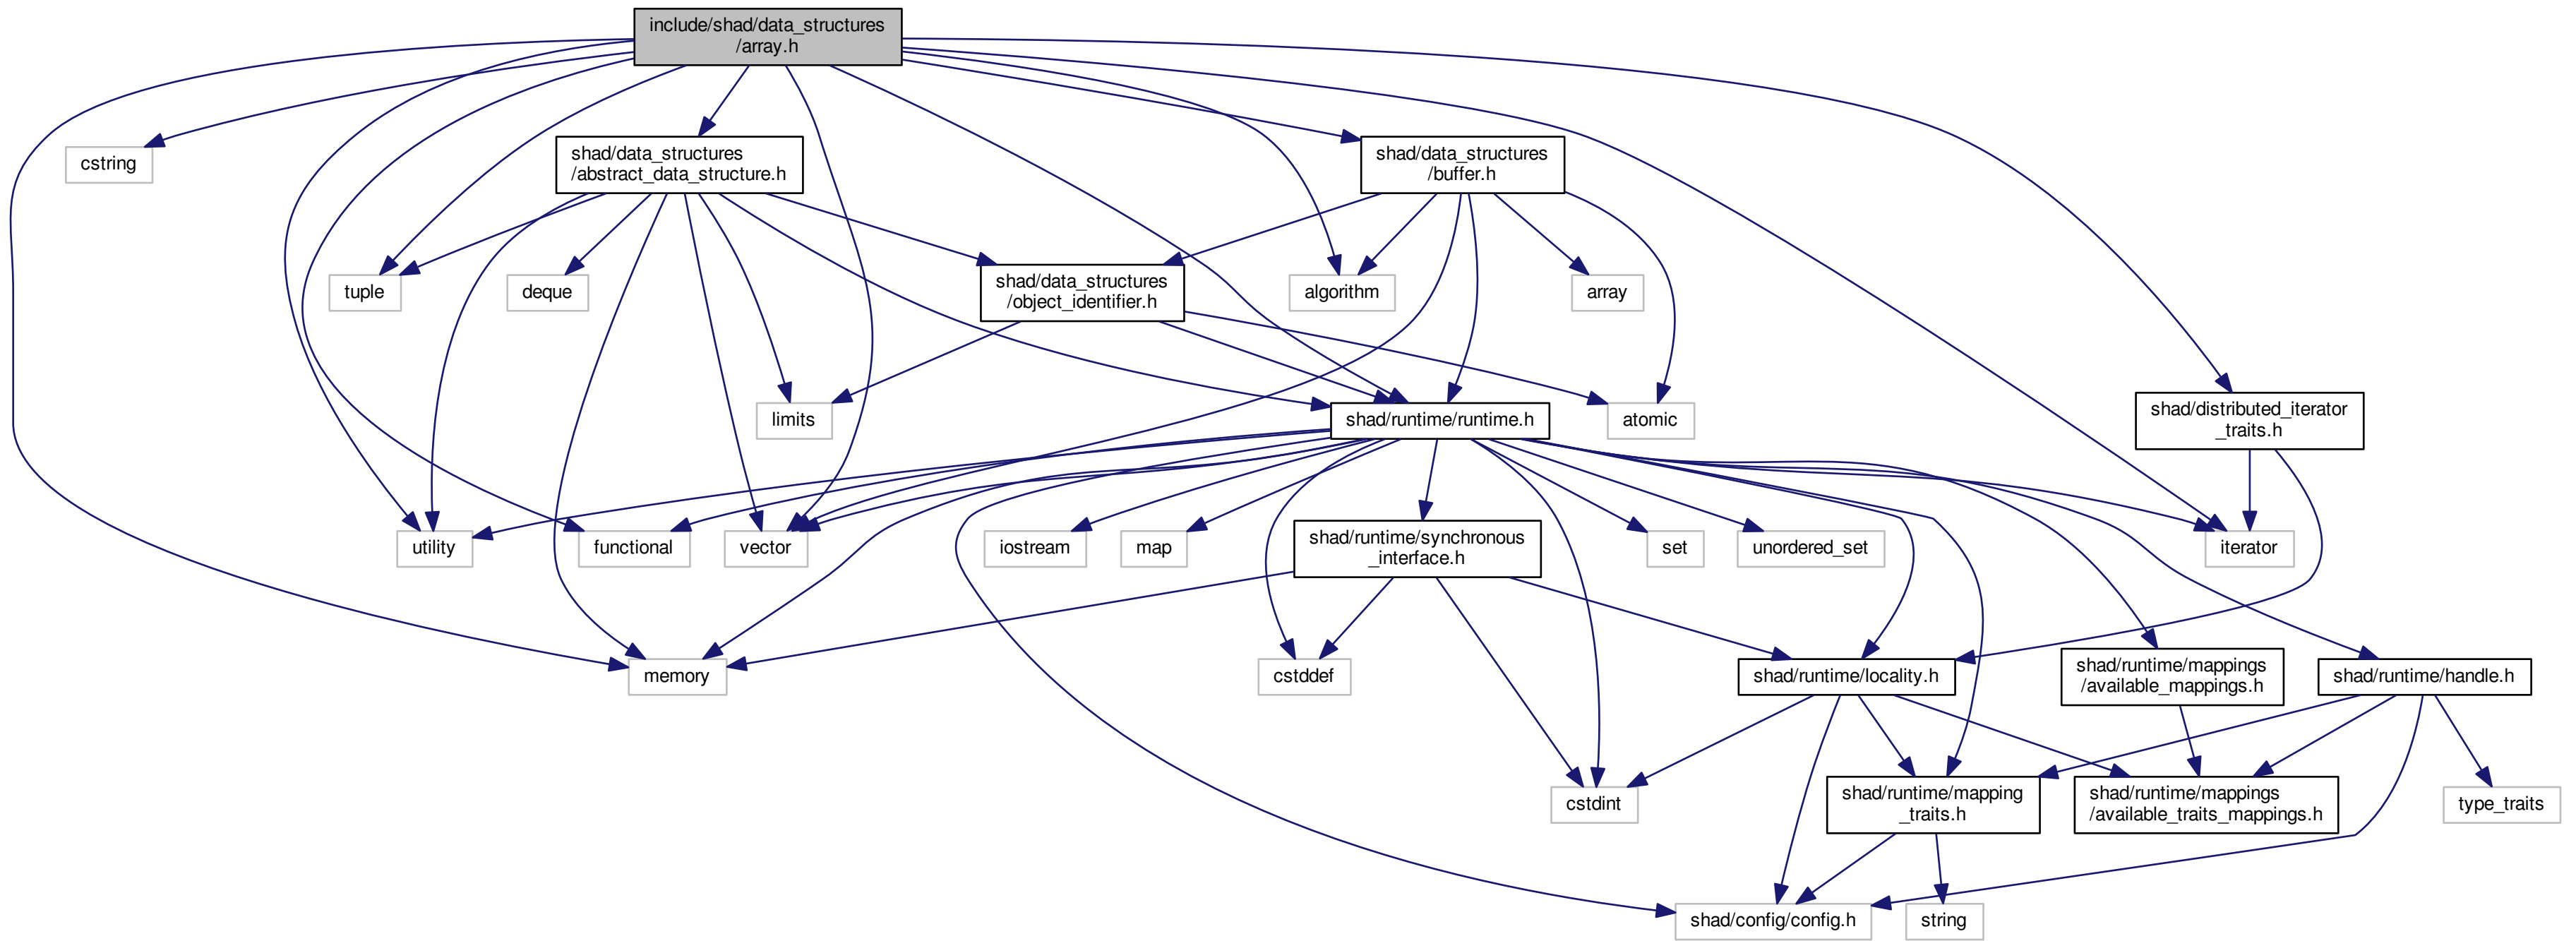 include/shad/data_structures
/array.h
cstring
shad/data_structures
/abstract_data_structure.h
shad/data_structures
/buffer.h
tuple
deque
shad/data_structures
/object_identifier.h
algorithm
array
limits
shad/runtime/runtime.h
atomic
shad/distributed_iterator
_traits.h
utility
functional
vector
iostream
map
shad/runtime/synchronous
_interface.h
set
unordered_set
iterator
memory
cstddef
shad/runtime/locality.h
shad/runtime/mappings
/available_mappings.h
shad/runtime/handle.h
cstdint
shad/runtime/mapping
_traits.h
shad/runtime/mappings
/available_traits_mappings.h
type_traits
shad/config/config.h
string